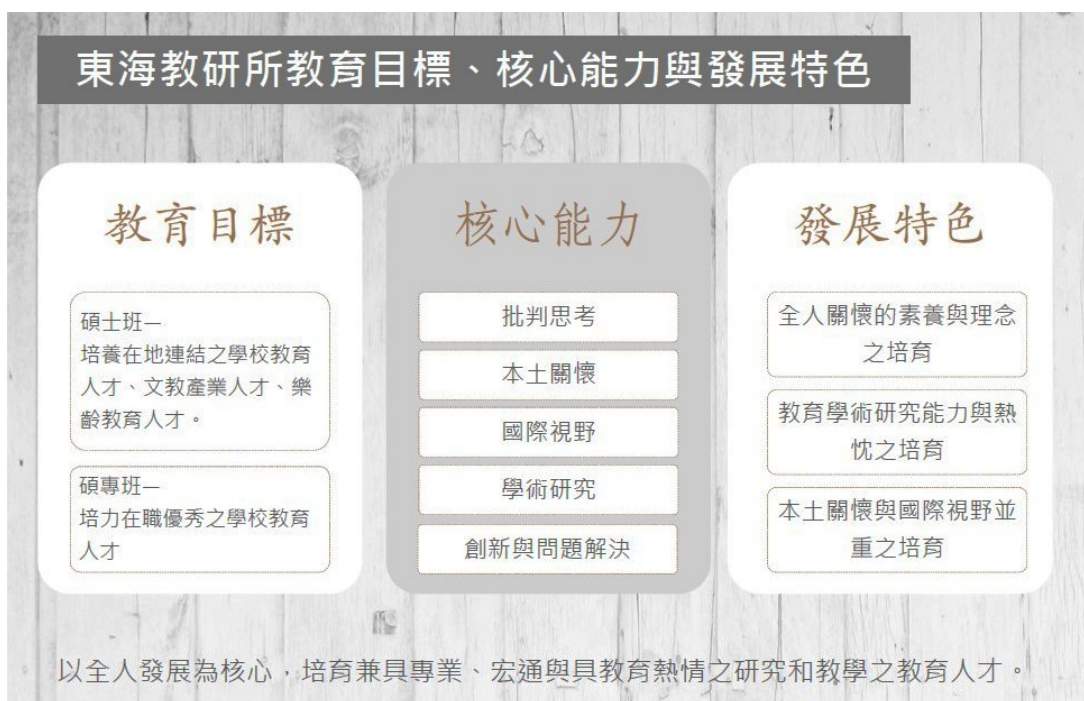 東海教研所教育目標、核心能力與發展特色
教育目標
碩士班—
培養在地連結之學校教育
人才、文教產業人才、樂
齡教育人才。
碩專班—
培力在職優秀之學校教育
人才
核心能力
批判思考
本土關懷
國際視野
學術研究
創新與問題解決
發展特色
全人關懷的素養與理念
之培育
教育學術研究能力與熱
忱之培育
本土關懷與國際視野並
重之培育
以全人發展為核心，培育兼具專業、宏通與具教育熱情之研究和教學之教育人才。